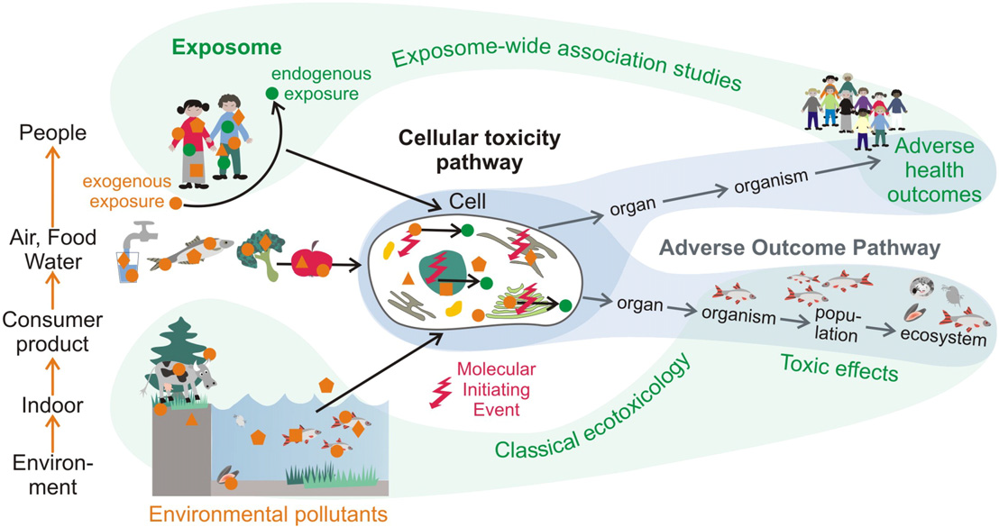 Exposome
Exposome-wide association studies
endogenous
exposure
People
exogenous
exposure
Cellular toxicity
pathway
Cell
organ
organism
Adverse
health
outcomes
Air, Food
Water
Adverse Outcome Pathway
organ
organism
popu-
lation
ecosystem
Consumer
product
Toxic effects
Molecular
Initiating
Event
Classical ecotoxicology
Indoor
Environ-
ment
Environmental pollutants